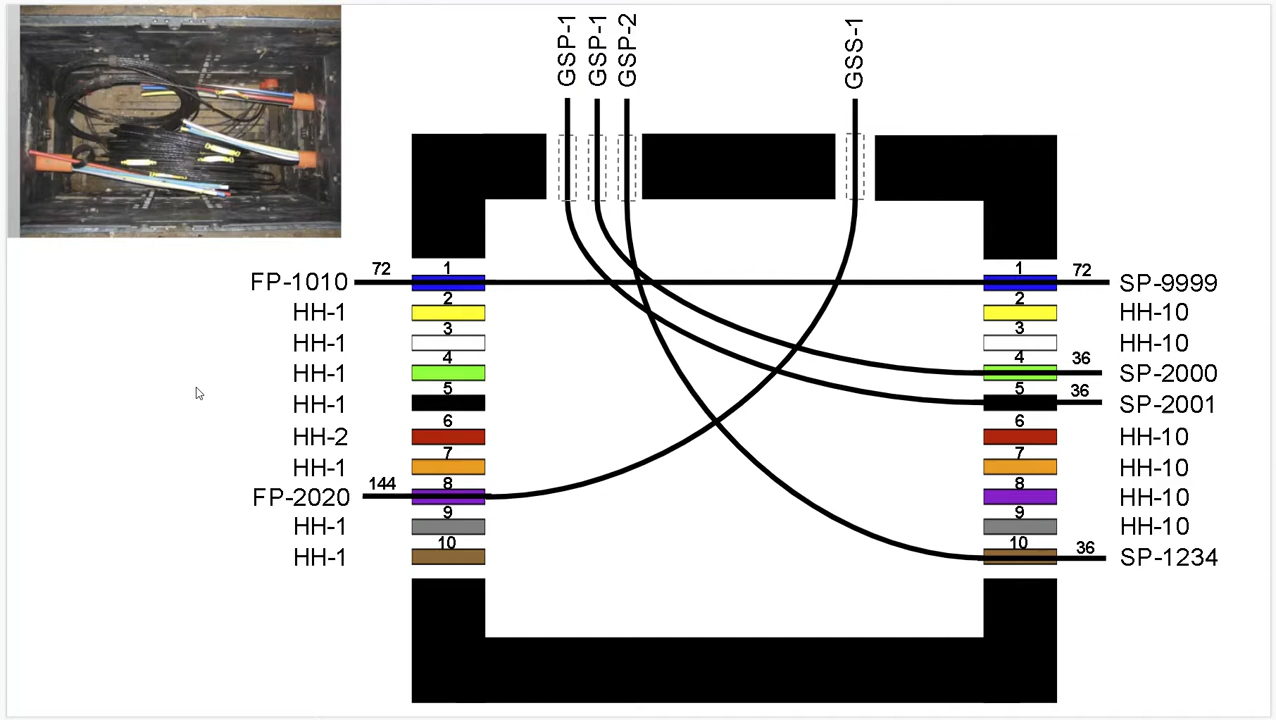 GSP-1
GSP-1
GSP-2
GSS-1
FP-1010 72 1 1 72 SP-9999
HH-1 2 2 HH-10
HH-1 3 3 HH-10
HH-1 4 4 36 SP-2000
HH-1 5 5 36 SP-2001
HH-2 6 6 HH-10
HH-1 7 7 HH-10
FP-2020 144 8 8 HH-10
HH-1 9 9 HH-10
HH-1 10 10 36 SP-1234